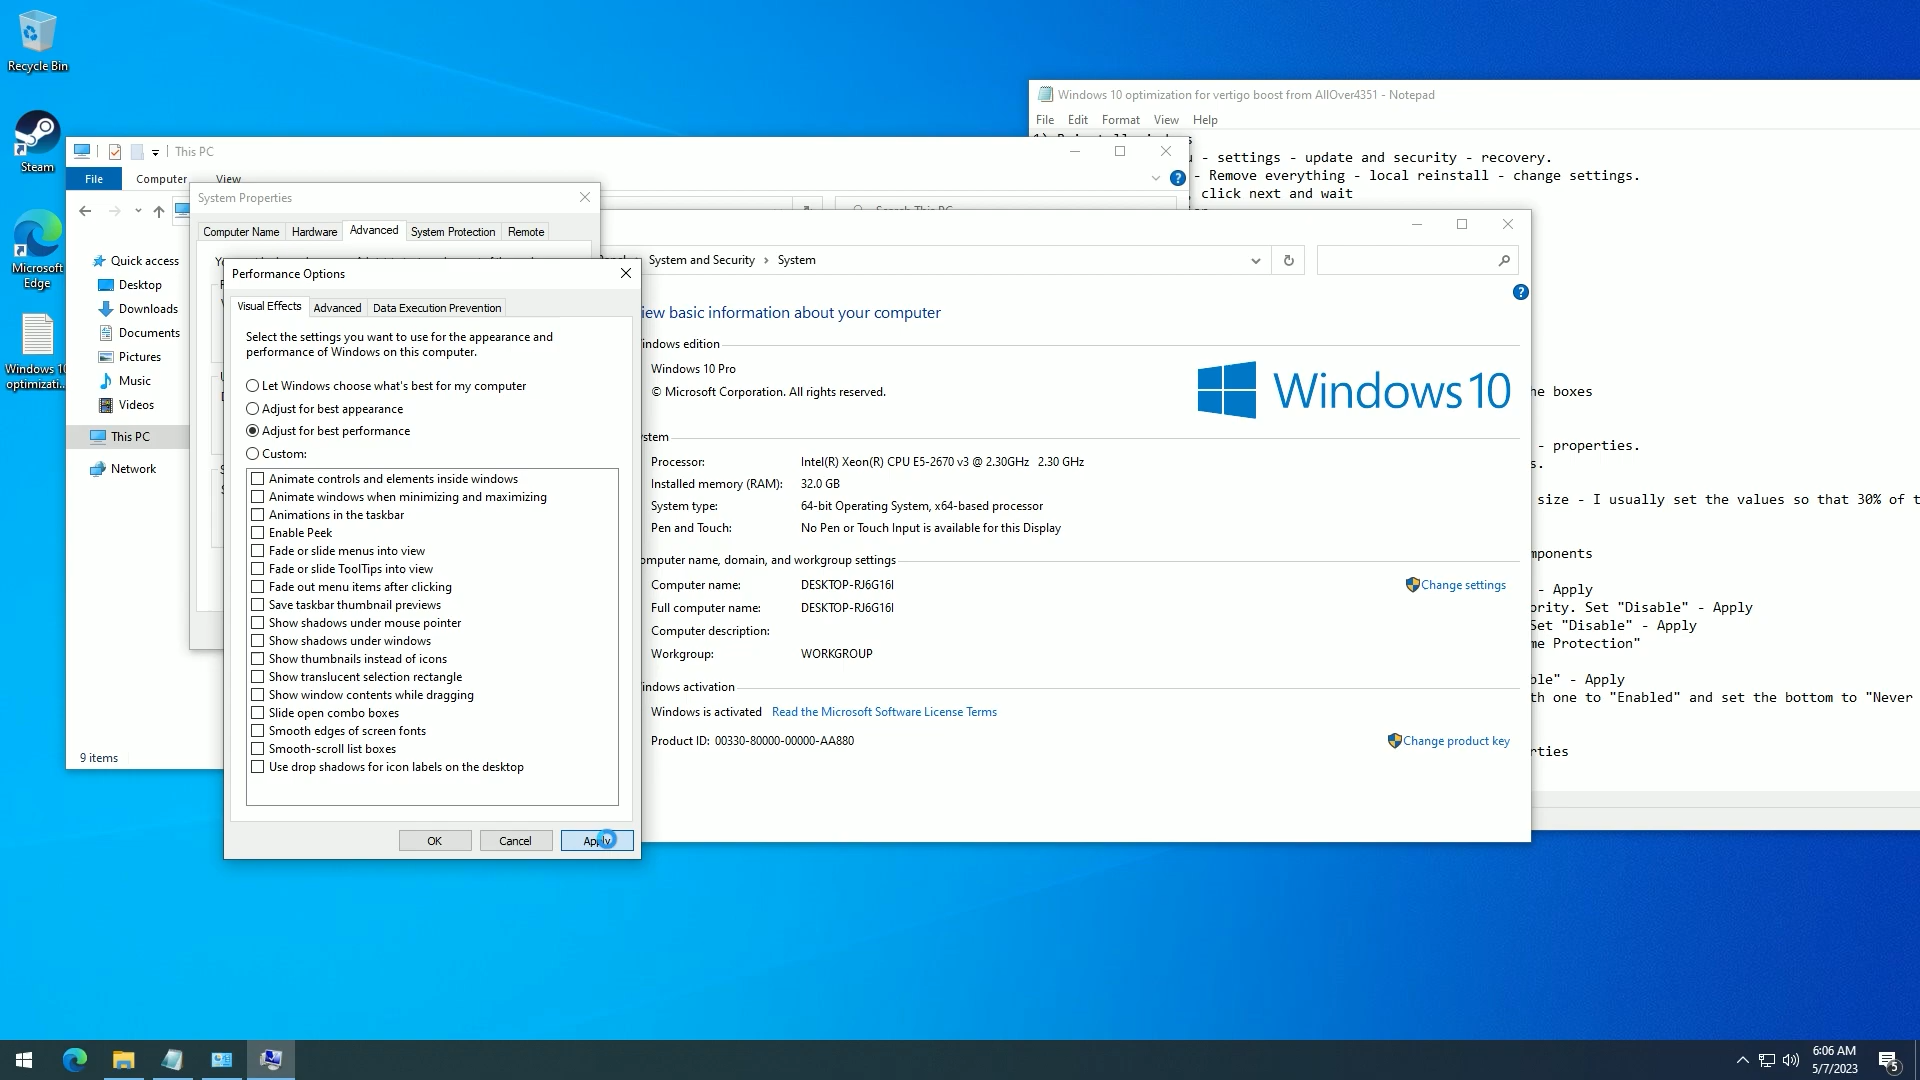 Recycle Bin
Steam
Microsoft
Edge
Windows 10
optimizati...
Windows 10 optimization for vertigo boost from AllOver4351 - Notepad
File Edit Format View Help
- settings - update and security - recovery.
- Remove everything - local reinstall - change settings.
click next and wait
he boxes
- properties.
s.
size - I usually set the values so that 30% of t
mponents
- Apply
ority. Set "Disable" - Apply
Set "Disable" - Apply
me Protection"
ble" - Apply
th one to "Enabled" and set the bottom to "Never
rties
This PC
File Computer View
Search This PC
Quick access
Desktop
Downloads
Documents
Pictures
Music
Videos
This PC
Network
9 items
System Properties
Computer Name Hardware Advanced System Protection Remote
Performance Options
Visual Effects Advanced Data Execution Prevention
Select the settings you want to use for the appearance and
performance of Windows on this computer.
Let Windows choose what's best for my computer
Adjust for best appearance
Adjust for best performance
Custom:
Animate controls and elements inside windows
Animate windows when minimizing and maximizing
Animations in the taskbar
Enable Peek
Fade or slide menus into view
Fade or slide ToolTips into view
Fade out menu items after clicking
Save taskbar thumbnail previews
Show shadows under mouse pointer
Show shadows under windows
Show thumbnails instead of icons
Show translucent selection rectangle
Show window contents while dragging
Slide open combo boxes
Smooth edges of screen fonts
Smooth-scroll list boxes
Use drop shadows for icon labels on the desktop
OK Cancel Apply
System and Security › System
iew basic information about your computer
indows edition
Windows 10 Pro
© Microsoft Corporation. All rights reserved.
Windows 10
stem
Processor: Intel(R) Xeon(R) CPU E5-2670 v3 @ 2.30GHz 2.30 GHz
Installed memory (RAM): 32.0 GB
System type: 64-bit Operating System, x64-based processor
Pen and Touch: No Pen or Touch Input is available for this Display
omputer name, domain, and workgroup settings
Computer name: DESKTOP-RJ6G16I
Change settings
Full computer name: DESKTOP-RJ6G16I
Computer description:
Workgroup: WORKGROUP
indows activation
Windows is activated Read the Microsoft Software License Terms
Product ID: 00330-80000-00000-AA880
Change product key
6:06 AM
5/7/2023
5